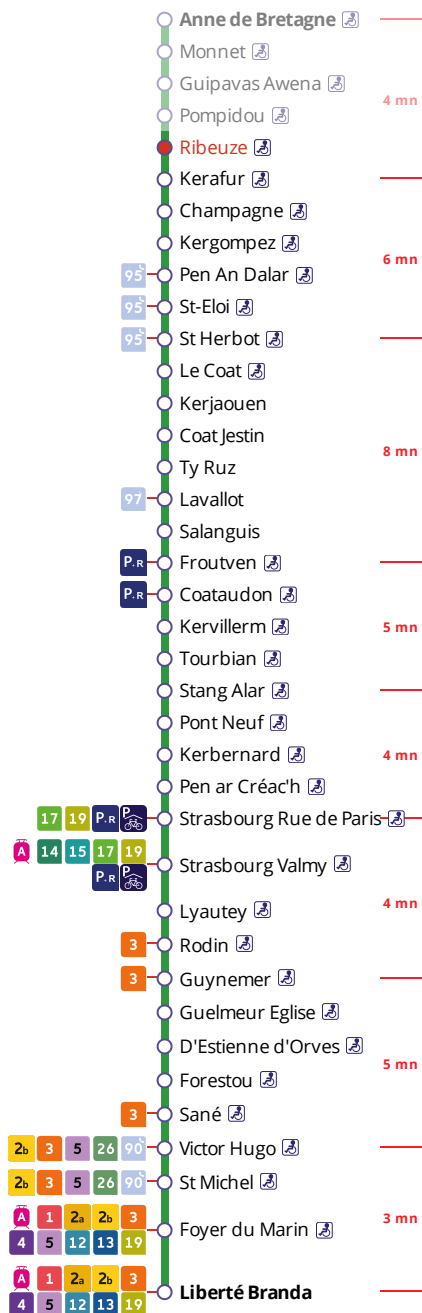 Anne de Bretagne
Monnet
Guipavas Awena
4 mn
Pompidou
Ribeuze
Kerafur
Champagne
Kergompez
6 mn
95 Pen An Dalar
95 St-Eloi
95 St Herbot
Le Coat
Kerjaouen
Coat Jestin
8 mn
Ty Ruz
97 Lavallot
Salanguis
P+R Froutven
P+R Coataudon
Kervillerm
5 mn
Tourbian
Stang Alar
Pont Neuf
Kerbernard
4 mn
Pen ar Créac'h
17 19 P+R P Strasbourg Rue de Paris
A 14 15 17 19
P+R P
Strasbourg Valmy
Lyautey
4 mn
3 Rodin
3 Guynemer
Guelmeur Eglise
D'Estienne d'Orves
5 mn
Forestou
3 Sané
2b 3 5 26 90 Victor Hugo
2b 3 5 26 90 St Michel
A 1 2a 2b 3
4 5 12 13 19
Foyer du Marin
3 mn
A 1 2a 2b 3
4 5 12 13 19
Liberté Branda